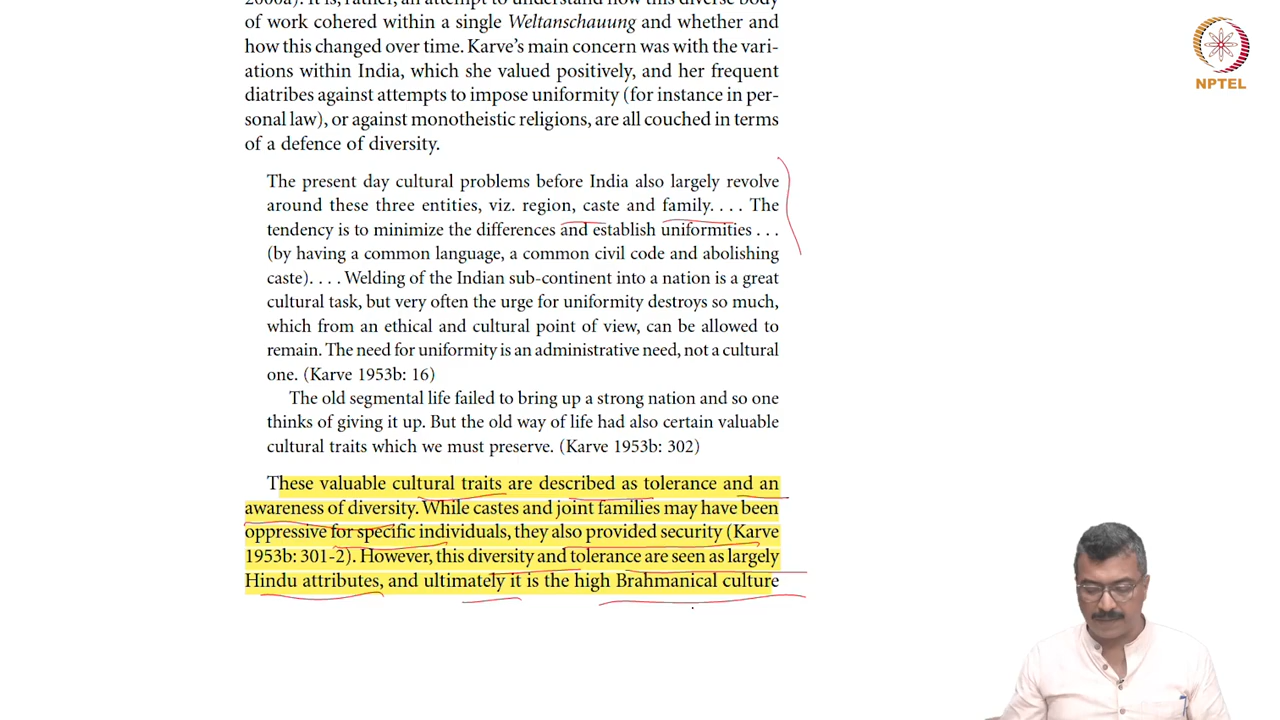 2000a). It is, rather, an attempt to understand how this diverse body
of work cohered within a single Weltanschauung and whether and
how this changed over time. Karve’s main concern was with the vari-
ations within India, which she valued positively, and her frequent
diatribes against attempts to impose uniformity (for instance in per-
sonal law), or against monotheistic religions, are all couched in terms
of a defence of diversity.
The present day cultural problems before India also largely revolve
around these three entities, viz. region, caste and family. . . . The
tendency is to minimize the differences and establish uniformities . . .
(by having a common language, a common civil code and abolishing
caste). . . . Welding of the Indian sub-continent into a nation is a great
cultural task, but very often the urge for uniformity destroys so much,
which from an ethical and cultural point of view, can be allowed to
remain. The need for uniformity is an administrative need, not a cultural
one. (Karve 1953b: 16)
The old segmental life failed to bring up a strong nation and so one
thinks of giving it up. But the old way of life had also certain valuable
cultural traits which we must preserve. (Karve 1953b: 302)
These valuable cultural traits are described as tolerance and an
awareness of diversity. While castes and joint families may have been
oppressive for specific individuals, they also provided security (Karve
1953b: 301-2). However, this diversity and tolerance are seen as largely
Hindu attributes, and ultimately it is the high Brahmanical culture
NPTEL